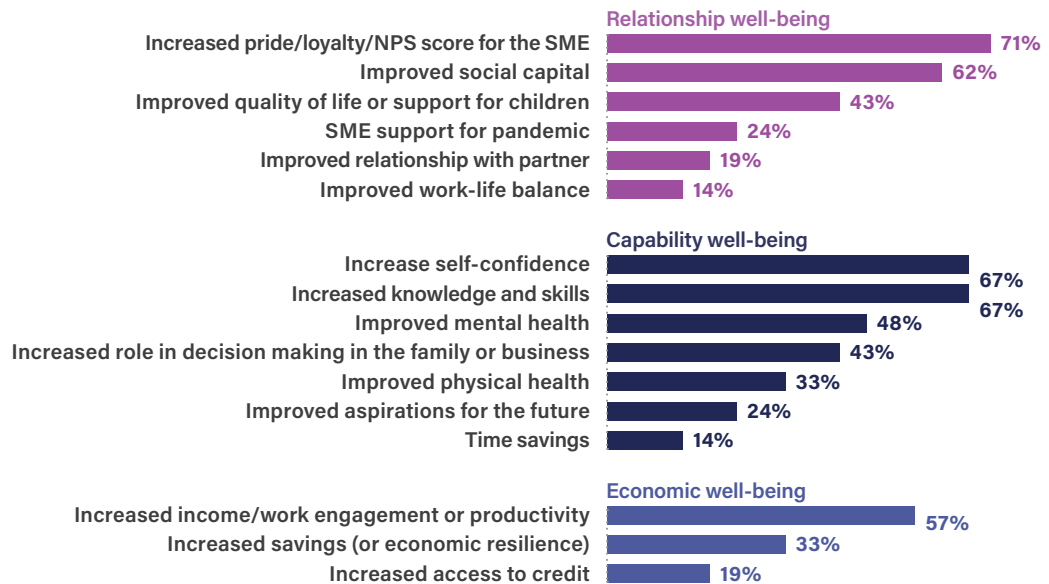 Relationship well-being
Increased pride/loyalty/NPS score for the SME 71%
Improved social capital 62%
Improved quality of life or support for children 43%
SME support for pandemic 24%
Improved relationship with partner 19%
Improved work-life balance 14%
Capability well-being
Increase self-confidence 67%
Increased knowledge and skills 67%
Improved mental health 48%
Increased role in decision making in the family or business 43%
Improved physical health 33%
Improved aspirations for the future 24%
Time savings 14%
Economic well-being
Increased income/work engagement or productivity 57%
Increased savings (or economic resilience) 33%
Increased access to credit 19%